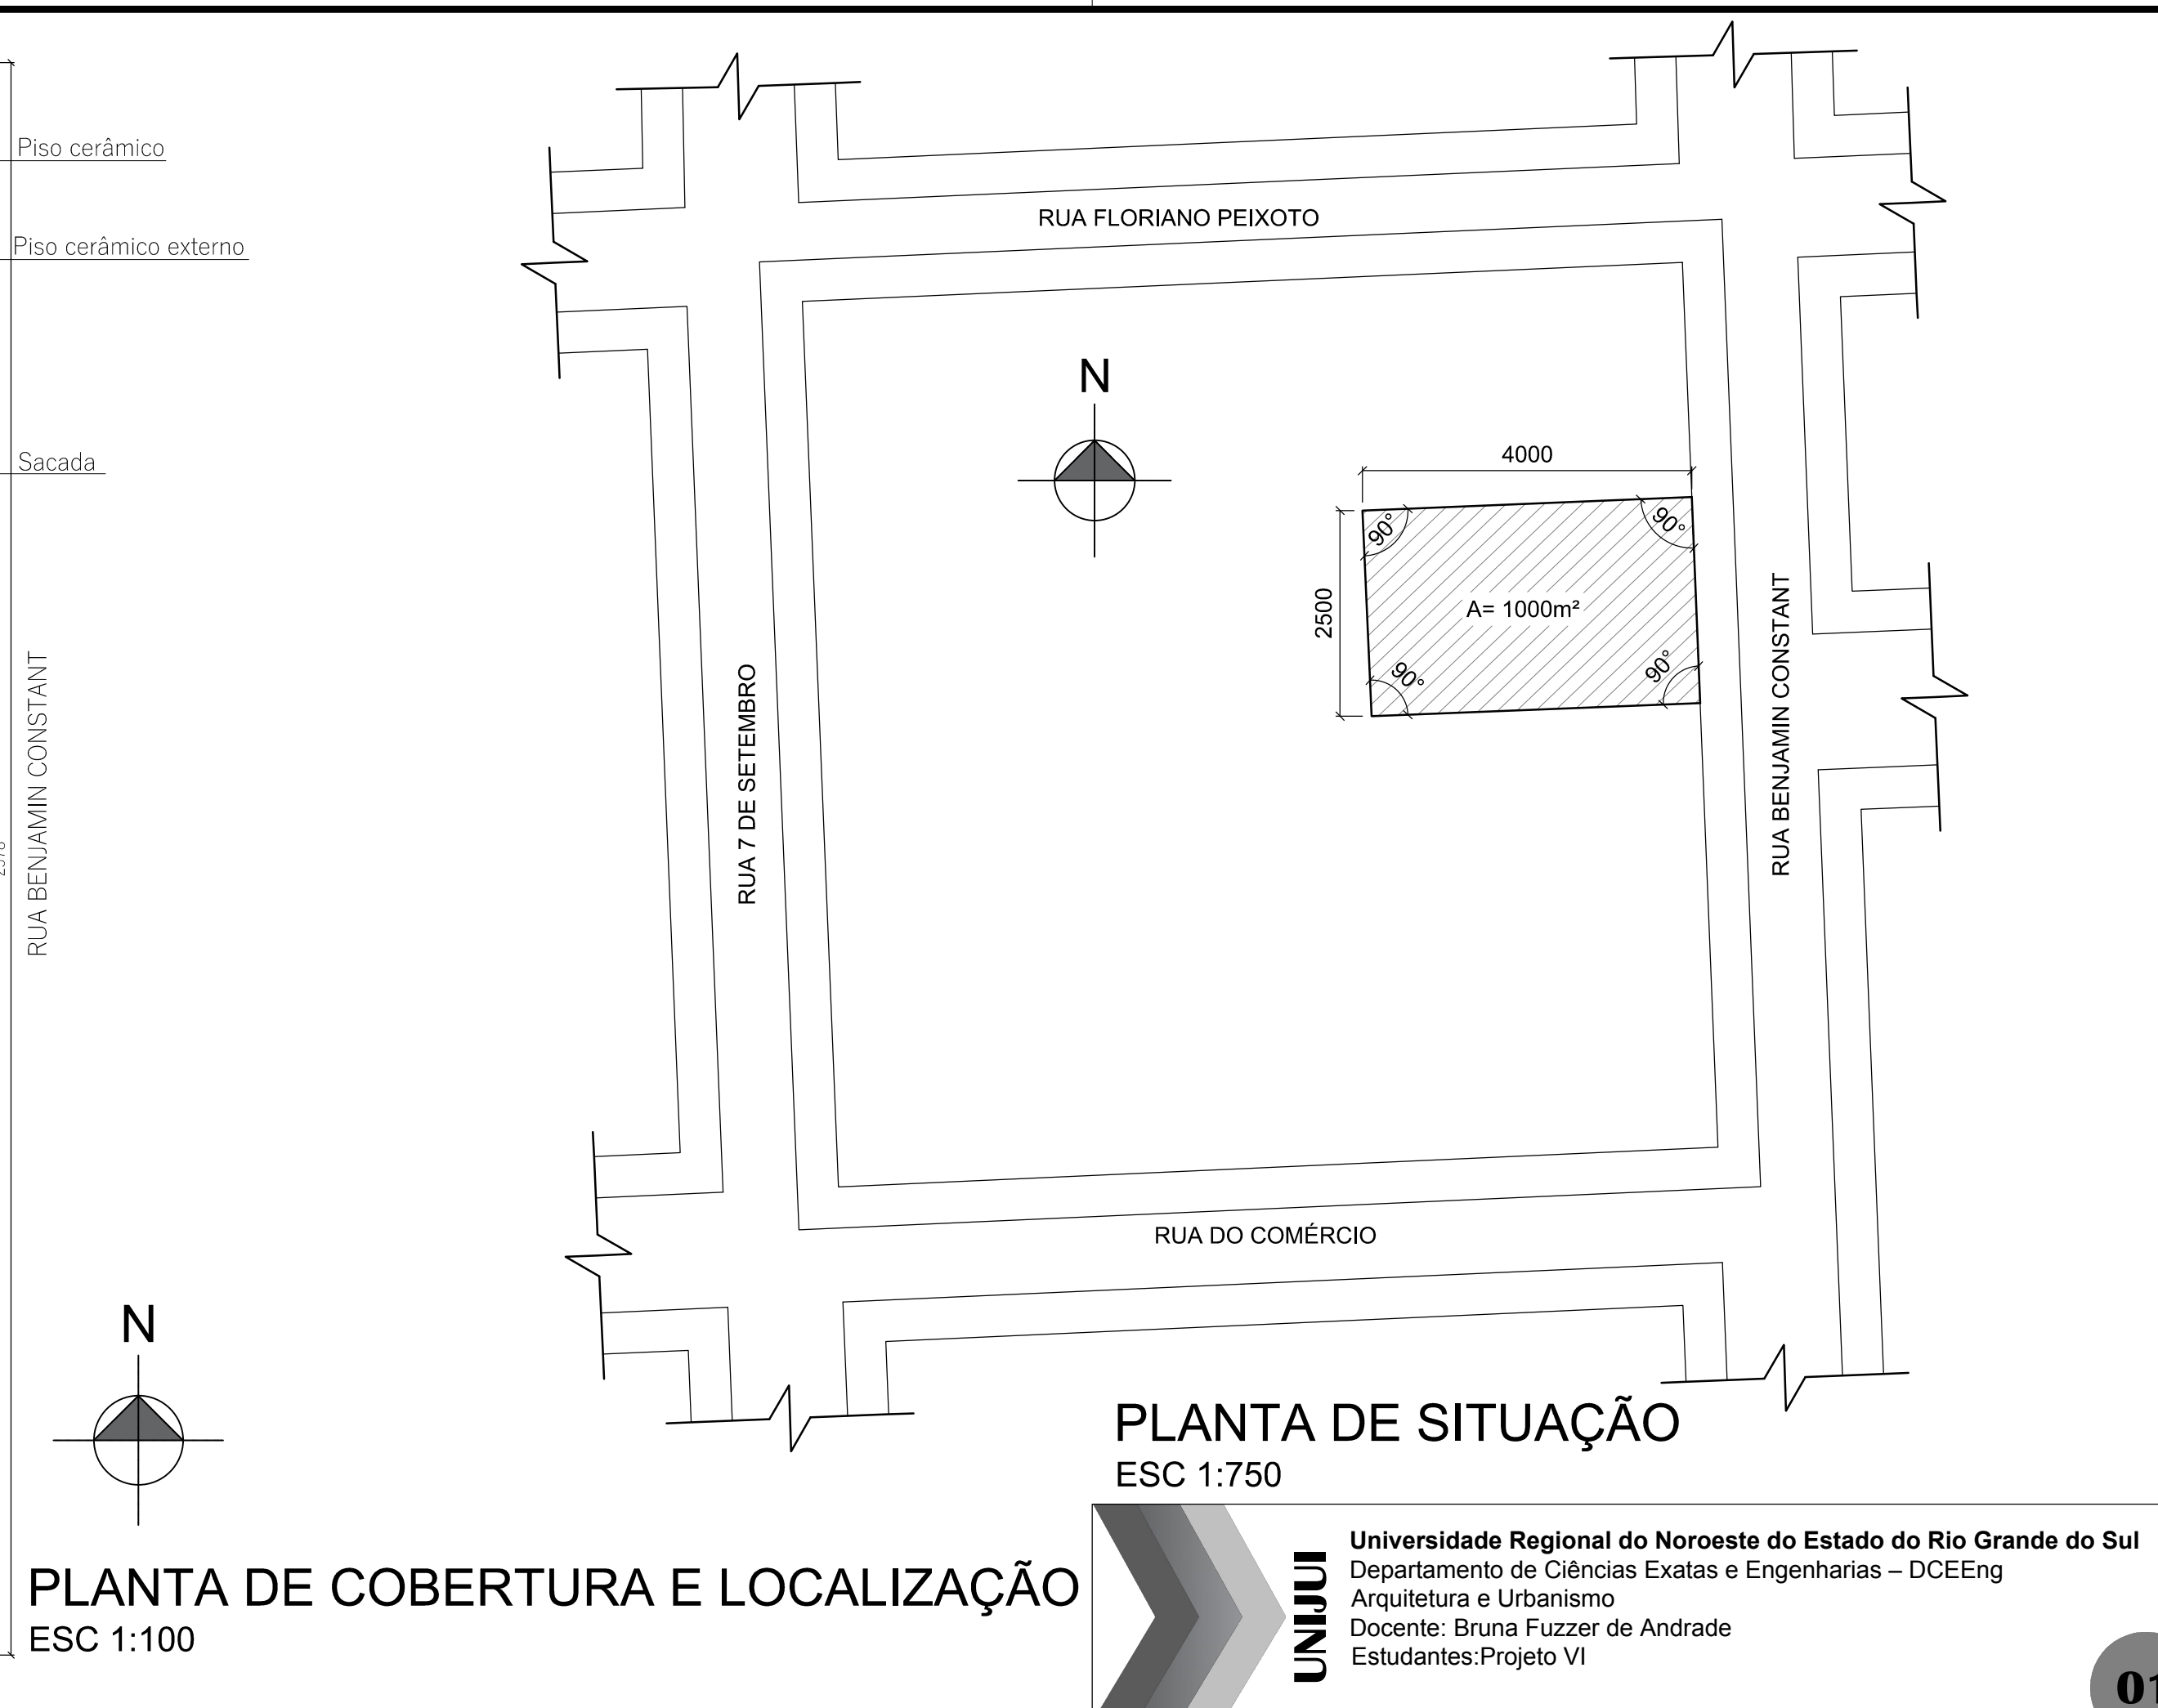 Piso cerâmico
Piso cerâmico externo
Sacada
RUA BENJAMIN CONSTANT
N
PLANTA DE COBERTURA E LOCALIZAÇÃO
ESC 1:100
RUA FLORIANO PEIXOTO
N
4000
2500
90°
90°
A= 1000m²
90°
90°
RUA 7 DE SETEMBRO
RUA BENJAMIN CONSTANT
RUA DO COMÉRCIO
PLANTA DE SITUAÇÃO
ESC 1:750
UNIJUI
Universidade Regional do Noroeste do Estado do Rio Grande do Sul
Departamento de Ciências Exatas e Engenharias – DCEEng
Arquitetura e Urbanismo
Docente: Bruna Fuzzer de Andrade
Estudantes:Projeto VI
01